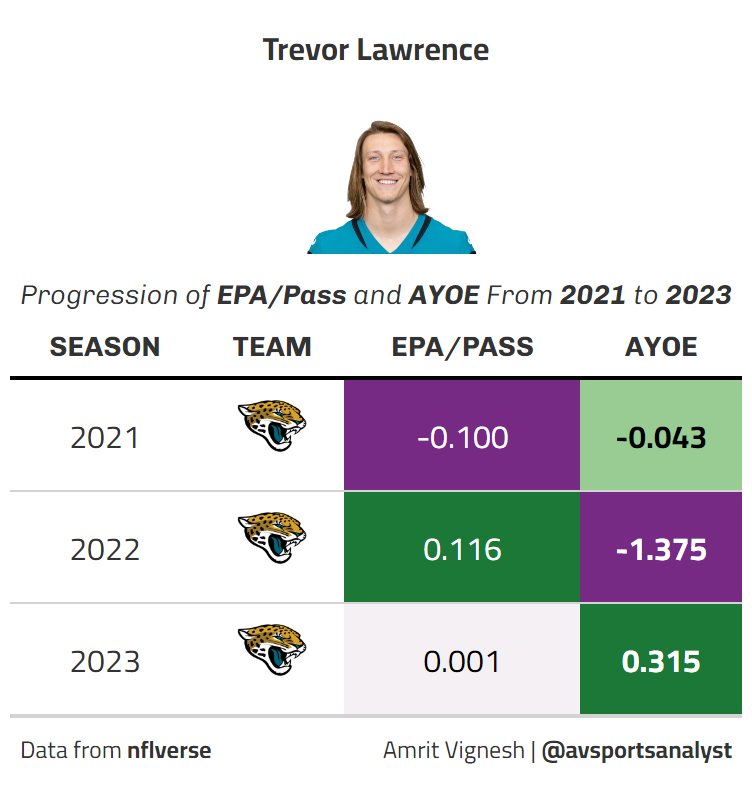 Trevor Lawrence
Progression of EPA/Pass and AYOE From 2021 to 2023
SEASON TEAM EPA/PASS AYOE
2021 -0.100 -0.043
2022 0.116 -1.375
2023 0.001 0.315
Data from nflverse Amrit Vignesh | @avsportsanalyst